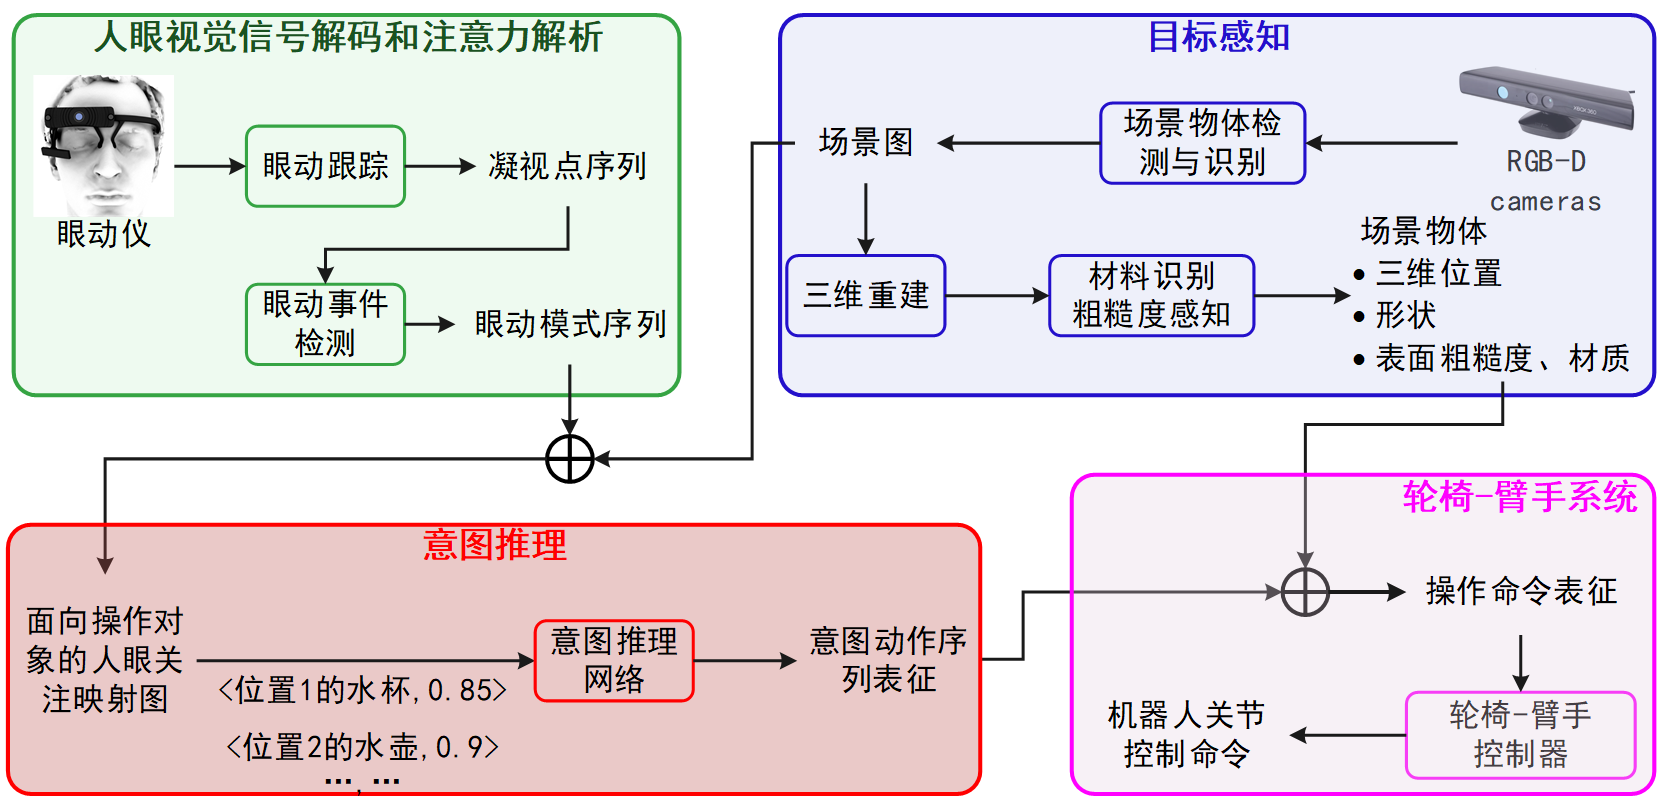 人眼视觉信号解码和注意力解析
眼动仪
眼动跟踪
凝视点序列
眼动事件
检测
眼动模式序列
目标感知
RGB-D
cameras
场景物体检
测与识别
场景图
三维重建
材料识别
粗糙度感知
场景物体
• 三维位置
• 形状
• 表面粗糙度、材质
意图推理
面向操作对
象的人眼关
注映射图
<位置1的水杯,0.85>
<位置2的水壶,0.9>
…,…
意图推理
网络
意图动作序
列表征
轮椅-臂手系统
操作命令表征
轮椅-臂手
控制器
机器人关节
控制命令